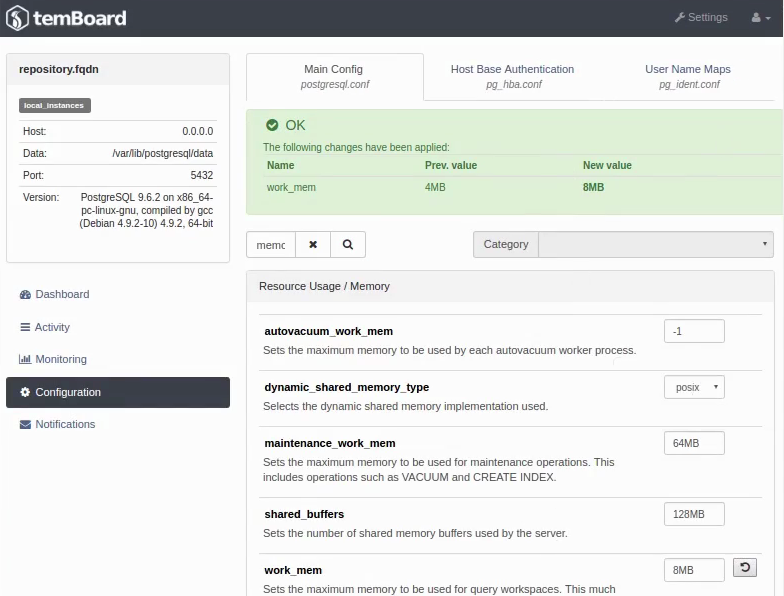 temBoard
Settings
repository.fqdn
local_instances
Host: 0.0.0.0
Data: /var/lib/postgresql/data
Port: 5432
Version: PostgreSQL 9.6.2 on x86_64-
pc-linux-gnu, compiled by gcc
(Debian 4.9.2-10) 4.9.2, 64-bit
Dashboard
Activity
Monitoring
Configuration
Notifications
Main Config
postgresql.conf
Host Base Authentication
pg_hba.conf
User Name Maps
pg_ident.conf
OK
The following changes have been applied:
Name Prev. value New value
work_mem 4MB 8MB
memo
Category
Resource Usage / Memory
autovacuum_work_mem -1
Sets the maximum memory to be used by each autovacuum worker process.
dynamic_shared_memory_type posix
Selects the dynamic shared memory implementation used.
maintenance_work_mem 64MB
Sets the maximum memory to be used for maintenance operations. This
includes operations such as VACUUM and CREATE INDEX.
shared_buffers 128MB
Sets the number of shared memory buffers used by the server.
work_mem 8MB
Sets the maximum memory to be used for query workspaces. This much